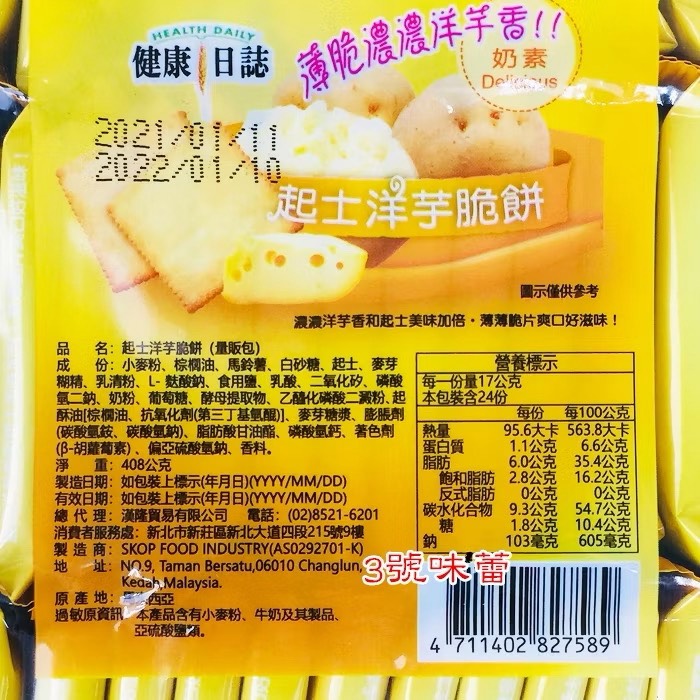 HEALTH DAILY
健康日誌
薄脆濃濃洋芋香!!
奶素
Delicious
2021/01/11
2022/01/10
起士洋芋脆餅
圖示僅供參考
濃濃洋芋香和起士美味加倍,薄薄脆片爽口好滋味!
品 名: 起士洋芋脆餅 (量販包)
成 份: 小麥粉、棕櫚油、馬鈴薯、白砂糖、起士、麥芽
糊精、乳清粉、L-麩酸鈉、食用鹽、乳酸、二氧化矽、磷酸
氫二鈉、奶粉、葡萄糖、酵母提取物、乙醯化磷酸二澱粉、起
酥油[棕櫚油、抗氧化劑(第三丁基氫醌)]、麥芽糖漿、膨脹劑
(碳酸氫銨、碳酸氫鈉)、脂肪酸甘油酯、磷酸氫鈣、著色劑
(β-胡蘿蔔素)、偏亞硫酸氫鈉、香料。
淨 重: 408公克
製造日期: 如包裝上標示(年月日)(YYYY/MM/DD)
有效日期: 如包裝上標示(年月日)(YYYY/MM/DD)
總代理: 漢隆貿易有限公司 電話: (02)8521-6201
消費者服務處: 新北市新莊區新北大道四段215號9樓
製造商: SKOP FOOD INDUSTRY(AS0292701-K)
地 址: NO.9, Taman Bersatu,06010 Changlun,
Kedah,Malaysia.
原產地: 西亞
過敏原資訊: 本產品含有小麥粉、牛奶及其製品、
亞硫酸鹽類。
營養標示
每一份量17公克
本包裝含24份
每份 每100公克
熱量 95.6大卡 563.8大卡
蛋白質 1.1公克 6.6公克
脂肪 6.0公克 35.4公克
飽和脂肪 2.8公克 16.2公克
反式脂肪 0公克 0公克
碳水化合物 9.3公克 54.7公克
糖 1.8公克 10.4公克
鈉 103毫克 605毫克
3號味蕾
4 711402 827589